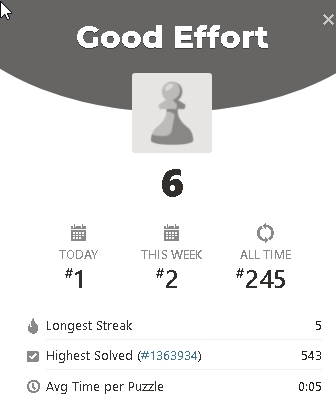 Good Effort
6
TODAY THIS WEEK ALL TIME
#1 #2 #245
Longest Streak 5
Highest Solved (#1363934) 543
Avg Time per Puzzle 0:05